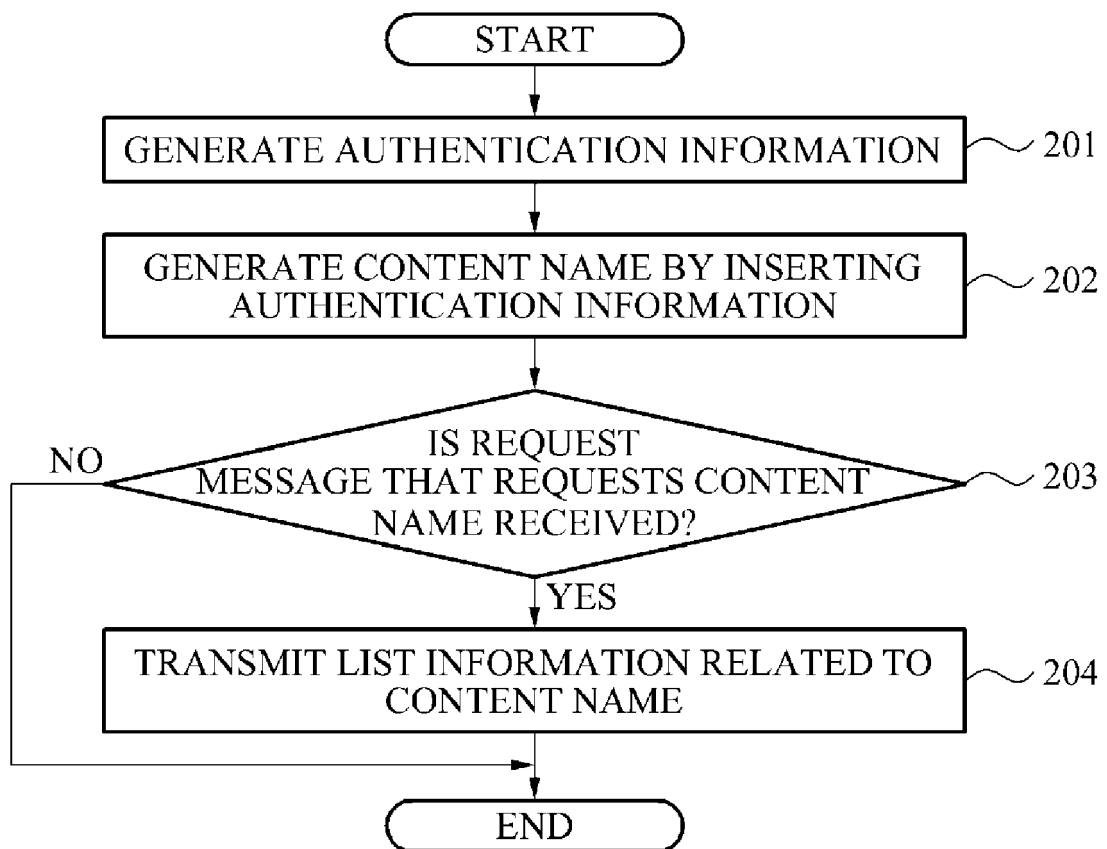 START
GENERATE AUTHENTICATION INFORMATION
201
GENERATE CONTENT NAME BY INSERTING
AUTHENTICATION INFORMATION
202
IS REQUEST
MESSAGE THAT REQUESTS CONTENT
NAME RECEIVED?
203
NO
YES
TRANSMIT LIST INFORMATION RELATED TO
CONTENT NAME
204
END